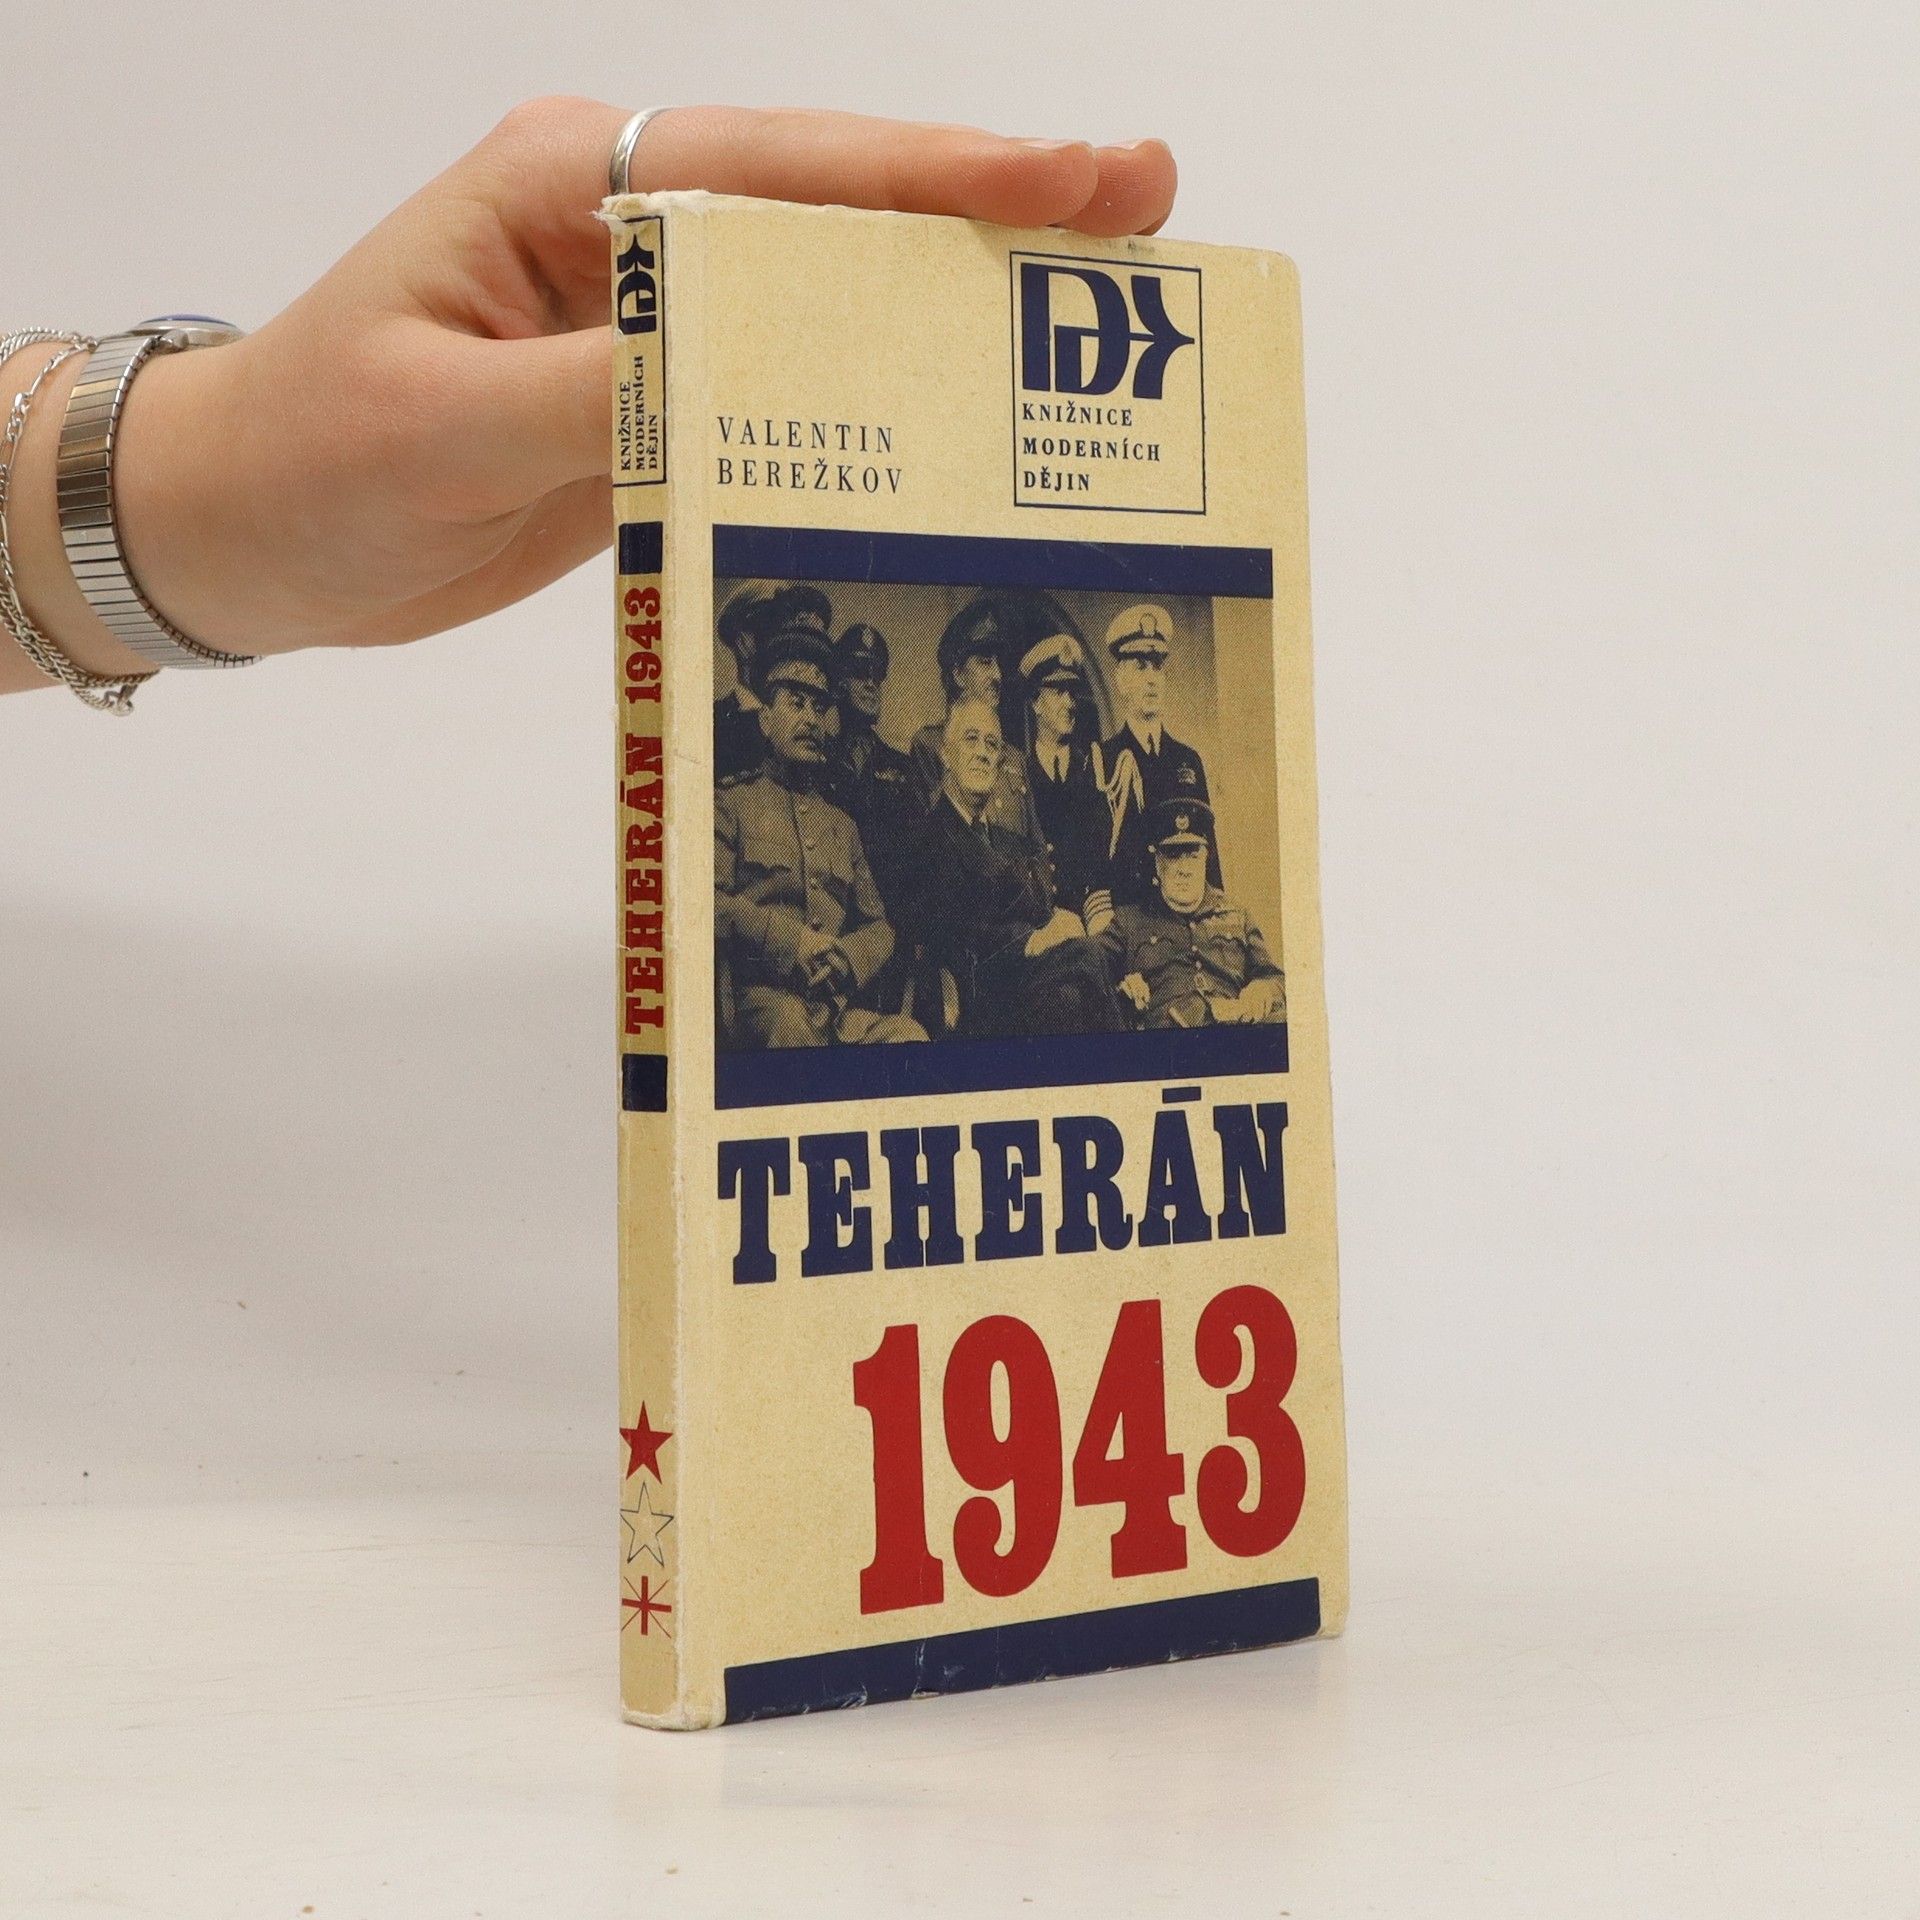 KNIŽNICE
MODERNÍCH
DĚJIN
TEHERÁN 1943
VALENTIN
BEREŽKOV
KNIŽNICE
MODERNÍCH
DĚJIN
TEHERÁN
1943